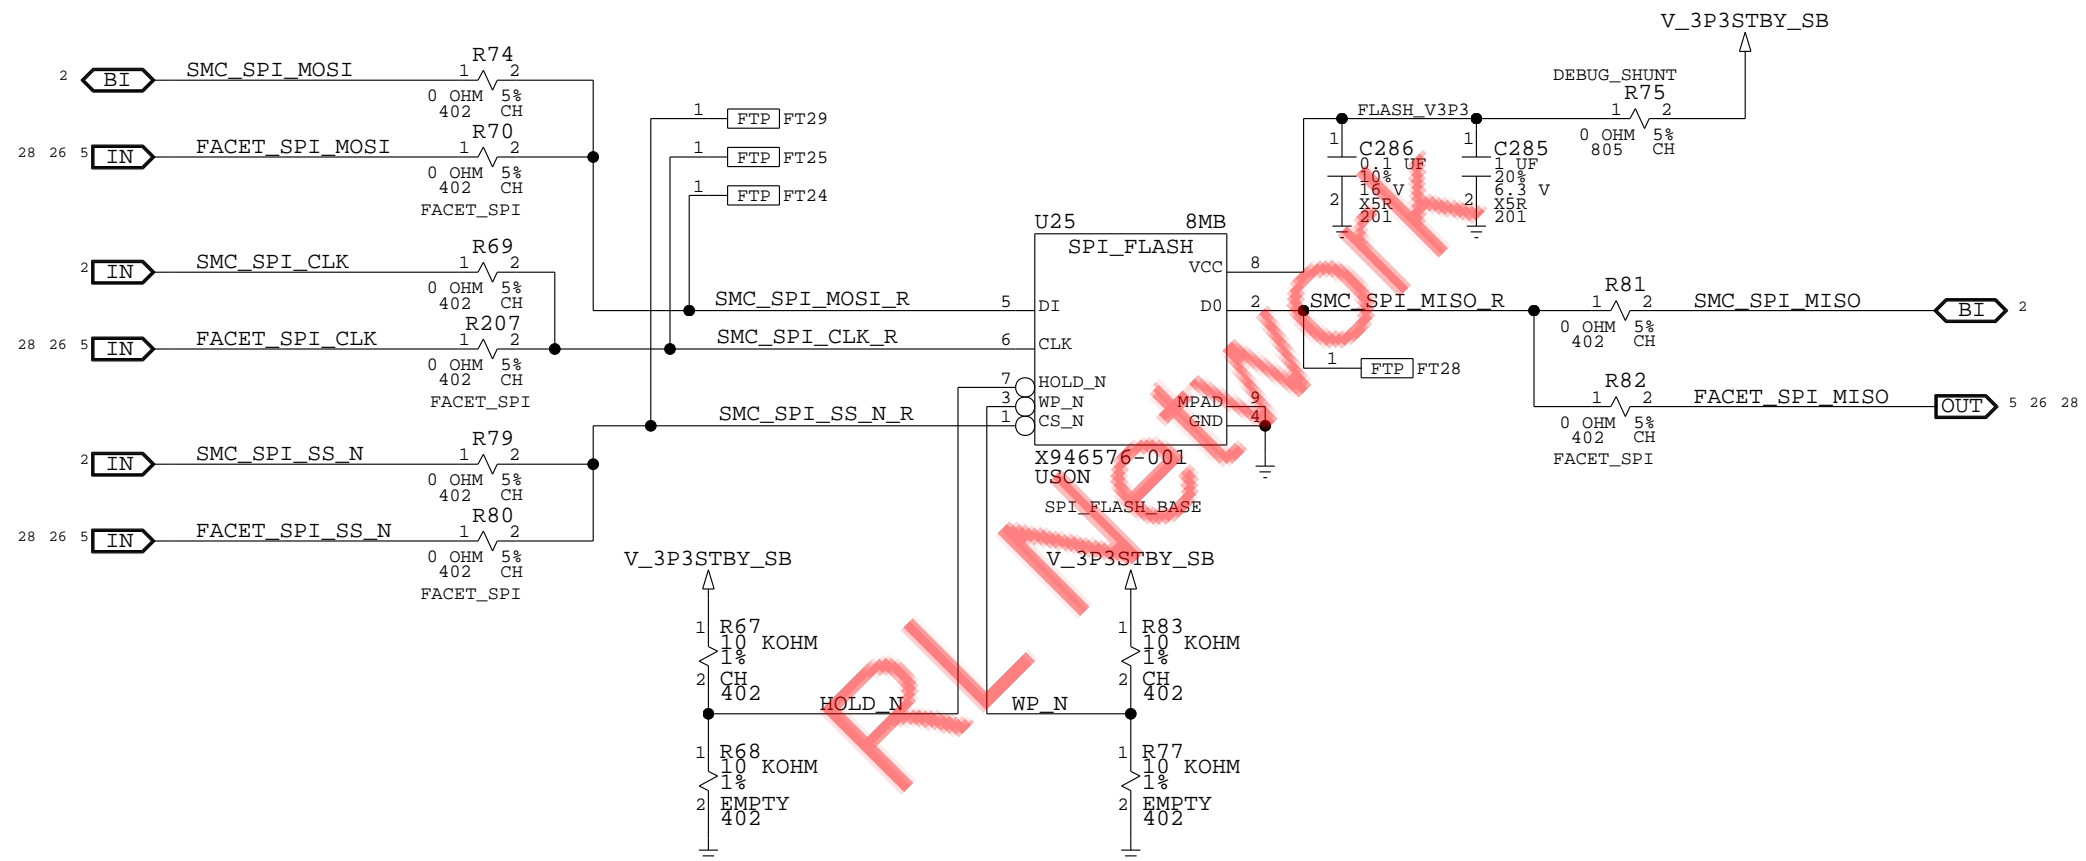 V_3P3STBY_SB
2 BI SMC_SPI_MOSI
R74
1 2
0 OHM 5%
402 CH
28 26 5 IN FACET_SPI_MOSI
R70
1 2
0 OHM 5%
402 CH
FACET_SPI
2 IN SMC_SPI_CLK
R69
1 2
0 OHM 5%
402 CH
28 26 5 IN FACET_SPI_CLK
R207
1 2
0 OHM 5%
402 CH
FACET_SPI
2 IN SMC_SPI_SS_N
R79
1 2
0 OHM 5%
402 CH
28 26 5 IN FACET_SPI_SS_N
R80
1 2
0 OHM 5%
402 CH
FACET_SPI
1 FTP FT29
1 FTP FT25
1 FTP FT24
SMC_SPI_MOSI_R
SMC_SPI_CLK_R
SMC_SPI_SS_N_R
U25 8MB
SPI_FLASH
VCC 8
5 DI
D0 2
6 CLK
7 HOLD_N
3 WP_N
MPAD 9
1 CS_N
GND 4
X946576-001
USON
SPI_FLASH_BASE
DEBUG_SHUNT
R75
1 2
0 OHM 5%
805 CH
FLASH_V3P3
1
C286
0.1 UF
10%
16 V
2
X5R
201
1
C285
1 UF
20%
6.3 V
2
X5R
201
SMC_SPI_MISO_R
1 FTP FT28
R81
1 2
0 OHM 5%
402 CH
SMC_SPI_MISO BI 2
R82
1 2
0 OHM 5%
402 CH
FACET_SPI
FACET_SPI_MISO OUT 5 26 28
V_3P3STBY_SB
1 R67
10 KOHM
1%
2 CH
402
HOLD_N
1 R68
10 KOHM
1%
2 EMPTY
402
V_3P3STBY_SB
1 R83
10 KOHM
1%
2 CH
402
WP_N
1 R77
10 KOHM
1%
2 EMPTY
402
RL Network